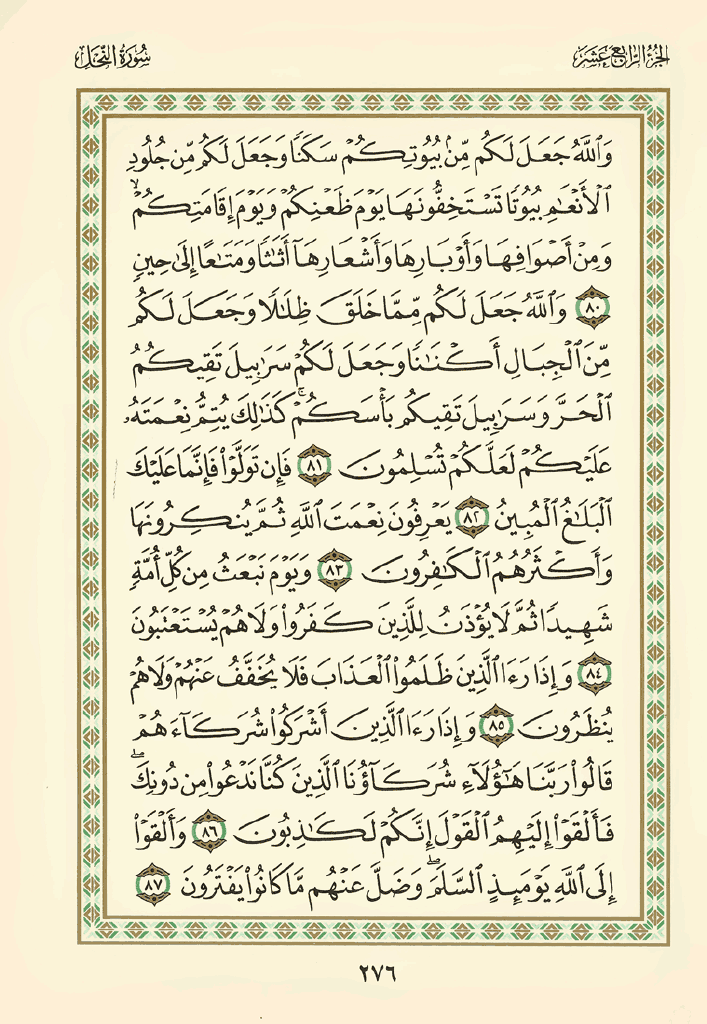 الجزء الرابع عشر
سورة النحل
وَٱللَّهُ جَعَلَ لَكُم مِّنۢ بُيُوتِكُمْ سَكَنًا وَجَعَلَ لَكُم مِّن جُلُودِ
ٱلْأَنْعَٰمِ بُيُوتًا تَسْتَخِفُّونَهَا يَوْمَ ظَعْنِكُمْ وَيَوْمَ إِقَامَتِكُمْ ۙ
وَمِنْ أَصْوَافِهَا وَأَوْبَارِهَا وَأَشْعَارِهَآ أَثَٰثًا وَمَتَٰعًا إِلَىٰ حِينٍ
٨٠ وَٱللَّهُ جَعَلَ لَكُم مِّمَّا خَلَقَ ظِلَٰلًا وَجَعَلَ لَكُم
مِّنَ ٱلْجِبَالِ أَكْنَٰنًا وَجَعَلَ لَكُمْ سَرَٰبِيلَ تَقِيكُمُ
ٱلْحَرَّ وَسَرَٰبِيلَ تَقِيكُم بَأْسَكُمْ ۚ كَذَٰلِكَ يُتِمُّ نِعْمَتَهُۥ
عَلَيْكُمْ لَعَلَّكُمْ تُسْلِمُونَ ٨١ فَإِن تَوَلَّوْا۟ فَإِنَّمَا عَلَيْكَ
ٱلْبَلَٰغُ ٱلْمُبِينُ ٨٢ يَعْرِفُونَ نِعْمَتَ ٱللَّهِ ثُمَّ يُنكِرُونَهَا
وَأَكْثَرُهُمُ ٱلْكَٰفِرُونَ ٨٣ وَيَوْمَ نَبْعَثُ مِن كُلِّ أُمَّةٍ
شَهِيدًا ثُمَّ لَا يُؤْذَنُ لِلَّذِينَ كَفَرُوا۟ وَلَا هُمْ يُسْتَعْتَبُونَ
٨٤ وَإِذَا رَءَا ٱلَّذِينَ ظَلَمُوا۟ ٱلْعَذَابَ فَلَا يُخَفَّفُ عَنْهُمْ وَلَا هُمْ
يُنظَرُونَ ٨٥ وَإِذَا رَءَا ٱلَّذِينَ أَشْرَكُوا۟ شُرَكَآءَهُمْ
قَالُوا۟ رَبَّنَا هَٰٓؤُلَآءِ شُرَكَآؤُنَا ٱلَّذِينَ كُنَّا نَدْعُوا۟ مِن دُونِكَ ۖ
فَأَلْقَوْا۟ إِلَيْهِمُ ٱلْقَوْلَ إِنَّكُمْ لَكَٰذِبُونَ ٨٦ وَأَلْقَوْا۟
إِلَى ٱللَّهِ يَوْمَئِذٍ ٱلسَّلَمَ ۖ وَضَلَّ عَنْهُم مَّا كَانُوا۟ يَفْتَرُونَ ٨٧
٢٧٦